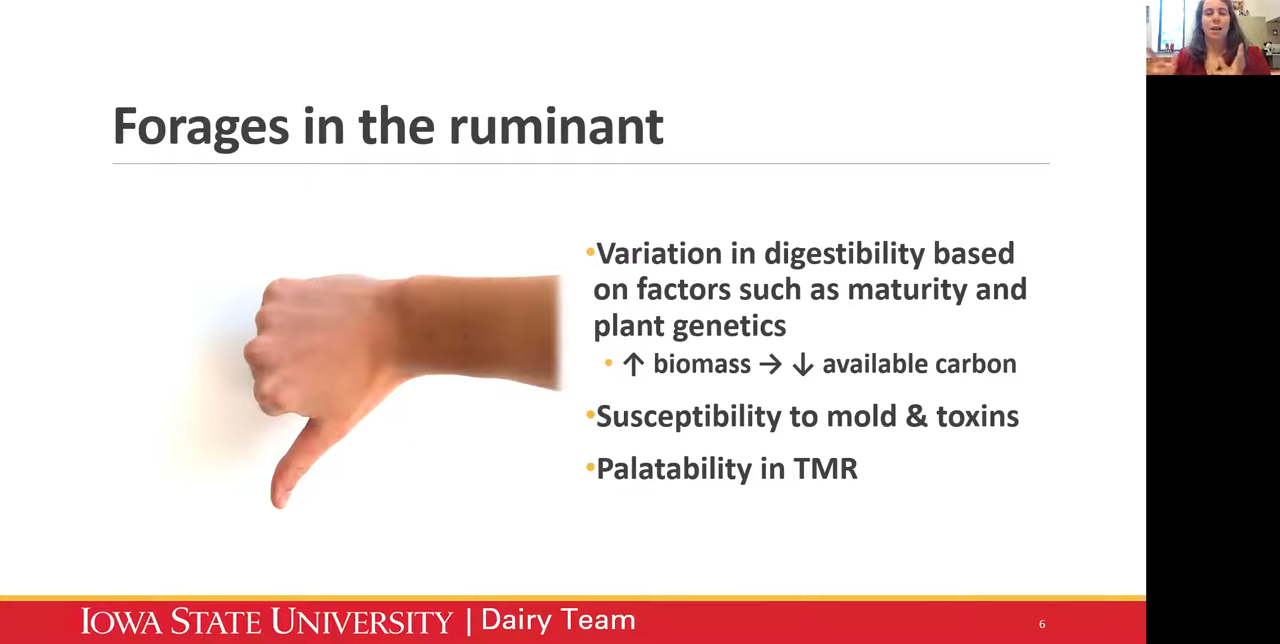 Forages in the ruminant
•Variation in digestibility based
on factors such as maturity and
plant genetics
• ↑ biomass → ↓ available carbon
•Susceptibility to mold & toxins
•Palatability in TMR
IOWA STATE UNIVERSITY | Dairy Team
6